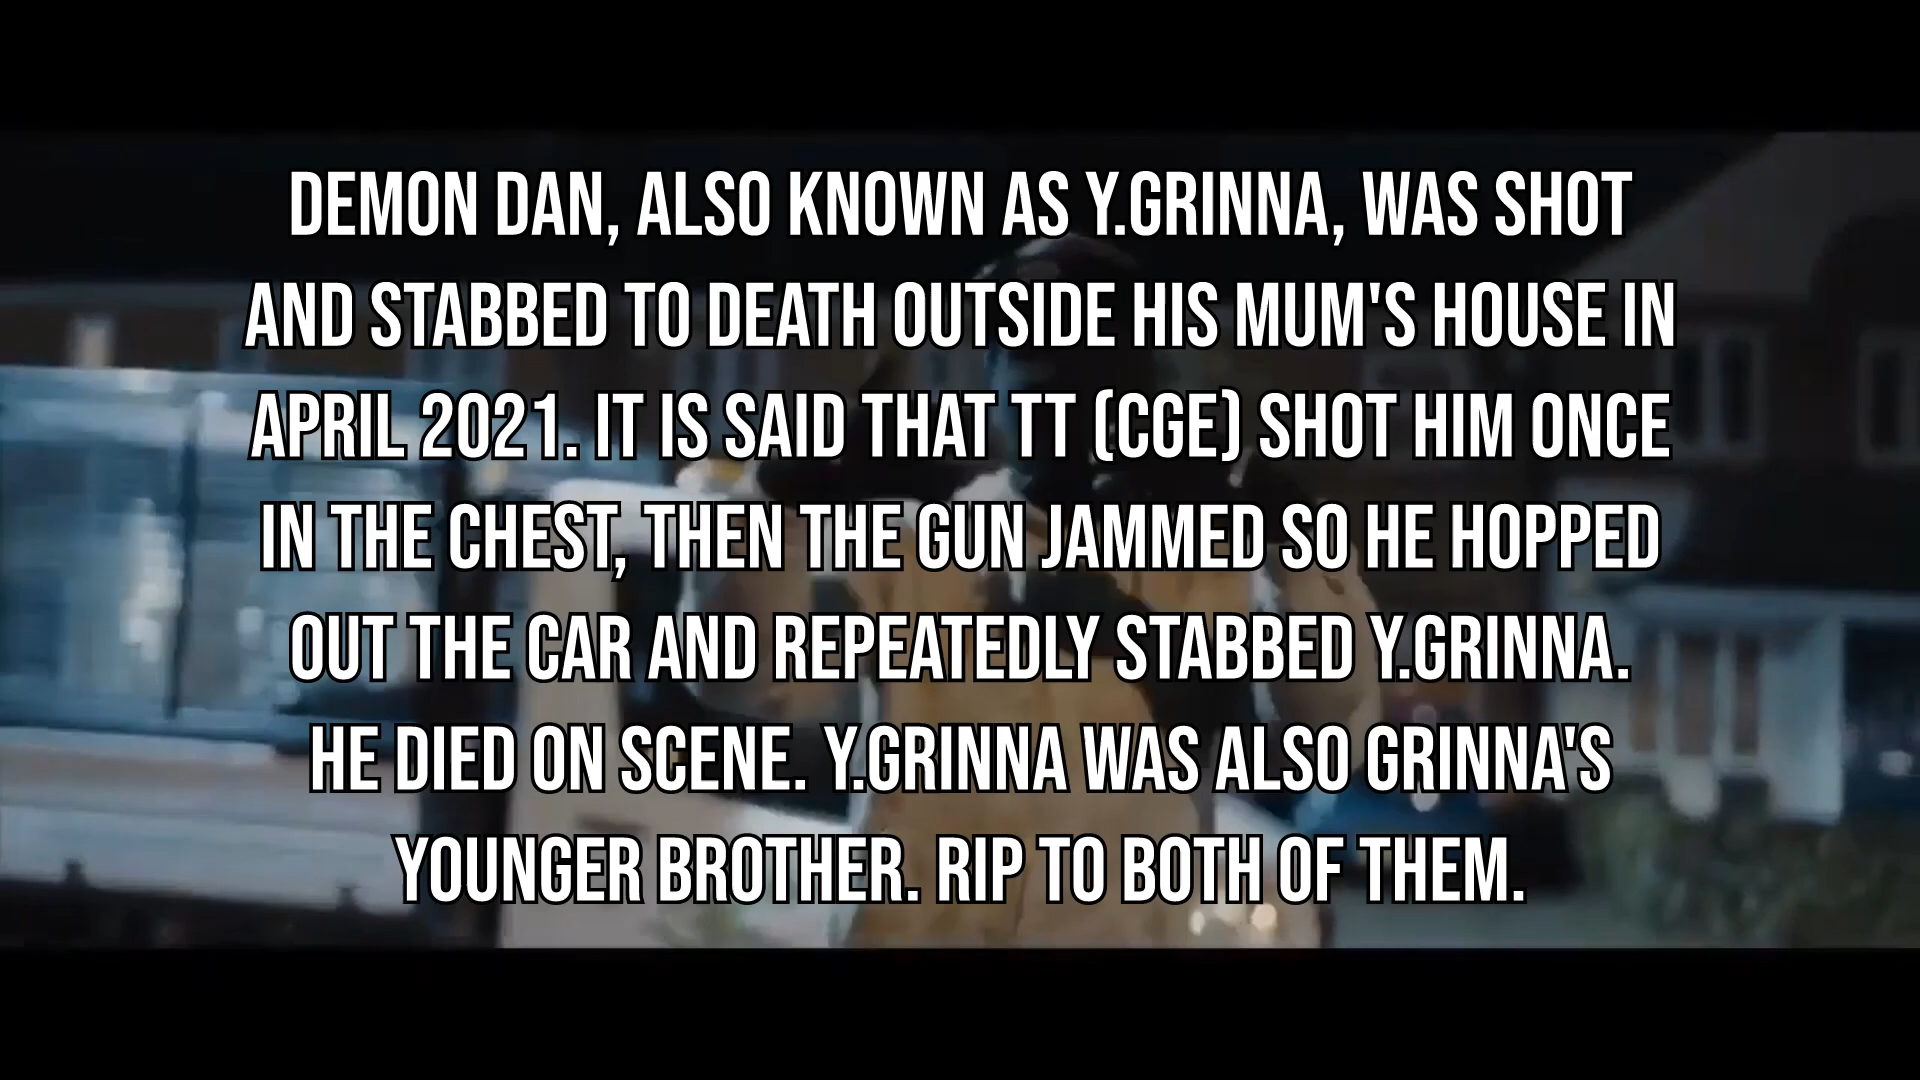 DEMON DAN, ALSO KNOWN AS Y.GRINNA, WAS SHOT
AND STABBED TO DEATH OUTSIDE HIS MUM'S HOUSE IN
APRIL 2021. IT IS SAID THAT TT (CGE) SHOT HIM ONCE
IN THE CHEST, THEN THE GUN JAMMED SO HE HOPPED
OUT THE CAR AND REPEATEDLY STABBED Y.GRINNA.
HE DIED ON SCENE. Y.GRINNA WAS ALSO GRINNA'S
YOUNGER BROTHER. RIP TO BOTH OF THEM.